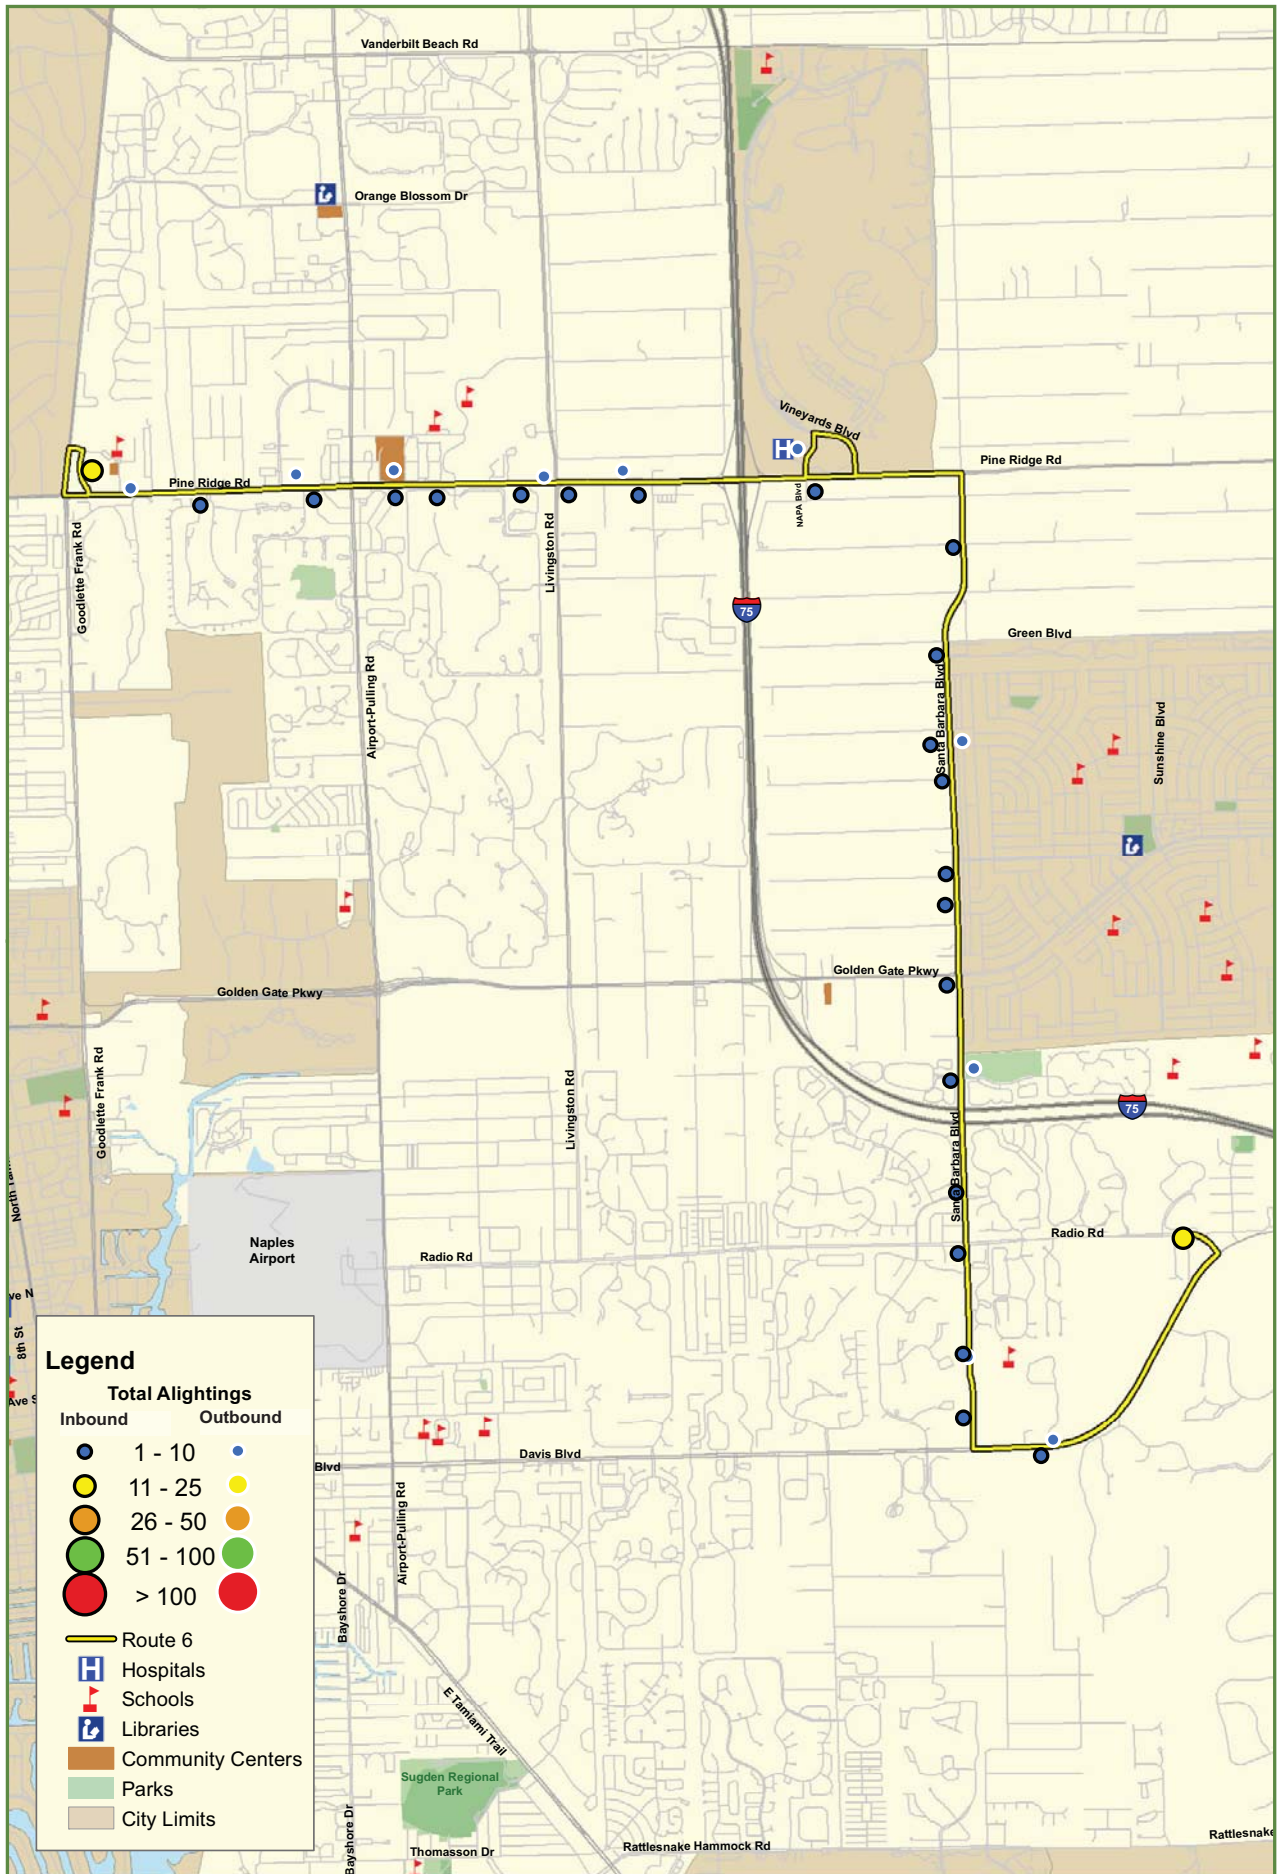 Vanderbilt Beach Rd
Orange Blossom Dr
Vineyards Blvd
H
Pine Ridge Rd
Pine Ridge Rd
NAPA Blvd
Goodlette Frank Rd
Livingston Rd
75
Green Blvd
Santa Barbara Blvd
Airport-Pulling Rd
Sunshine Blvd
Golden Gate Pkwy
Golden Gate Pkwy
Goodlette Frank Rd
Livingston Rd
75
Santa Barbara Blvd
North
Naples
Airport
Radio Rd
Radio Rd
ve N
8th St
Ave S
Legend
Total Alightings
Inbound Outbound
1 - 10
11 - 25
26 - 50
51 - 100
> 100
Route 6
H Hospitals
Schools
Libraries
Community Centers
Parks
City Limits
Davis Blvd
Blvd
Airport-Pulling Rd
Bayshore Dr
E Tamiami Trail
Sugden Regional
Park
Bayshore Dr
Thomasson Dr
Rattlesnake Hammock Rd
Rattlesnake